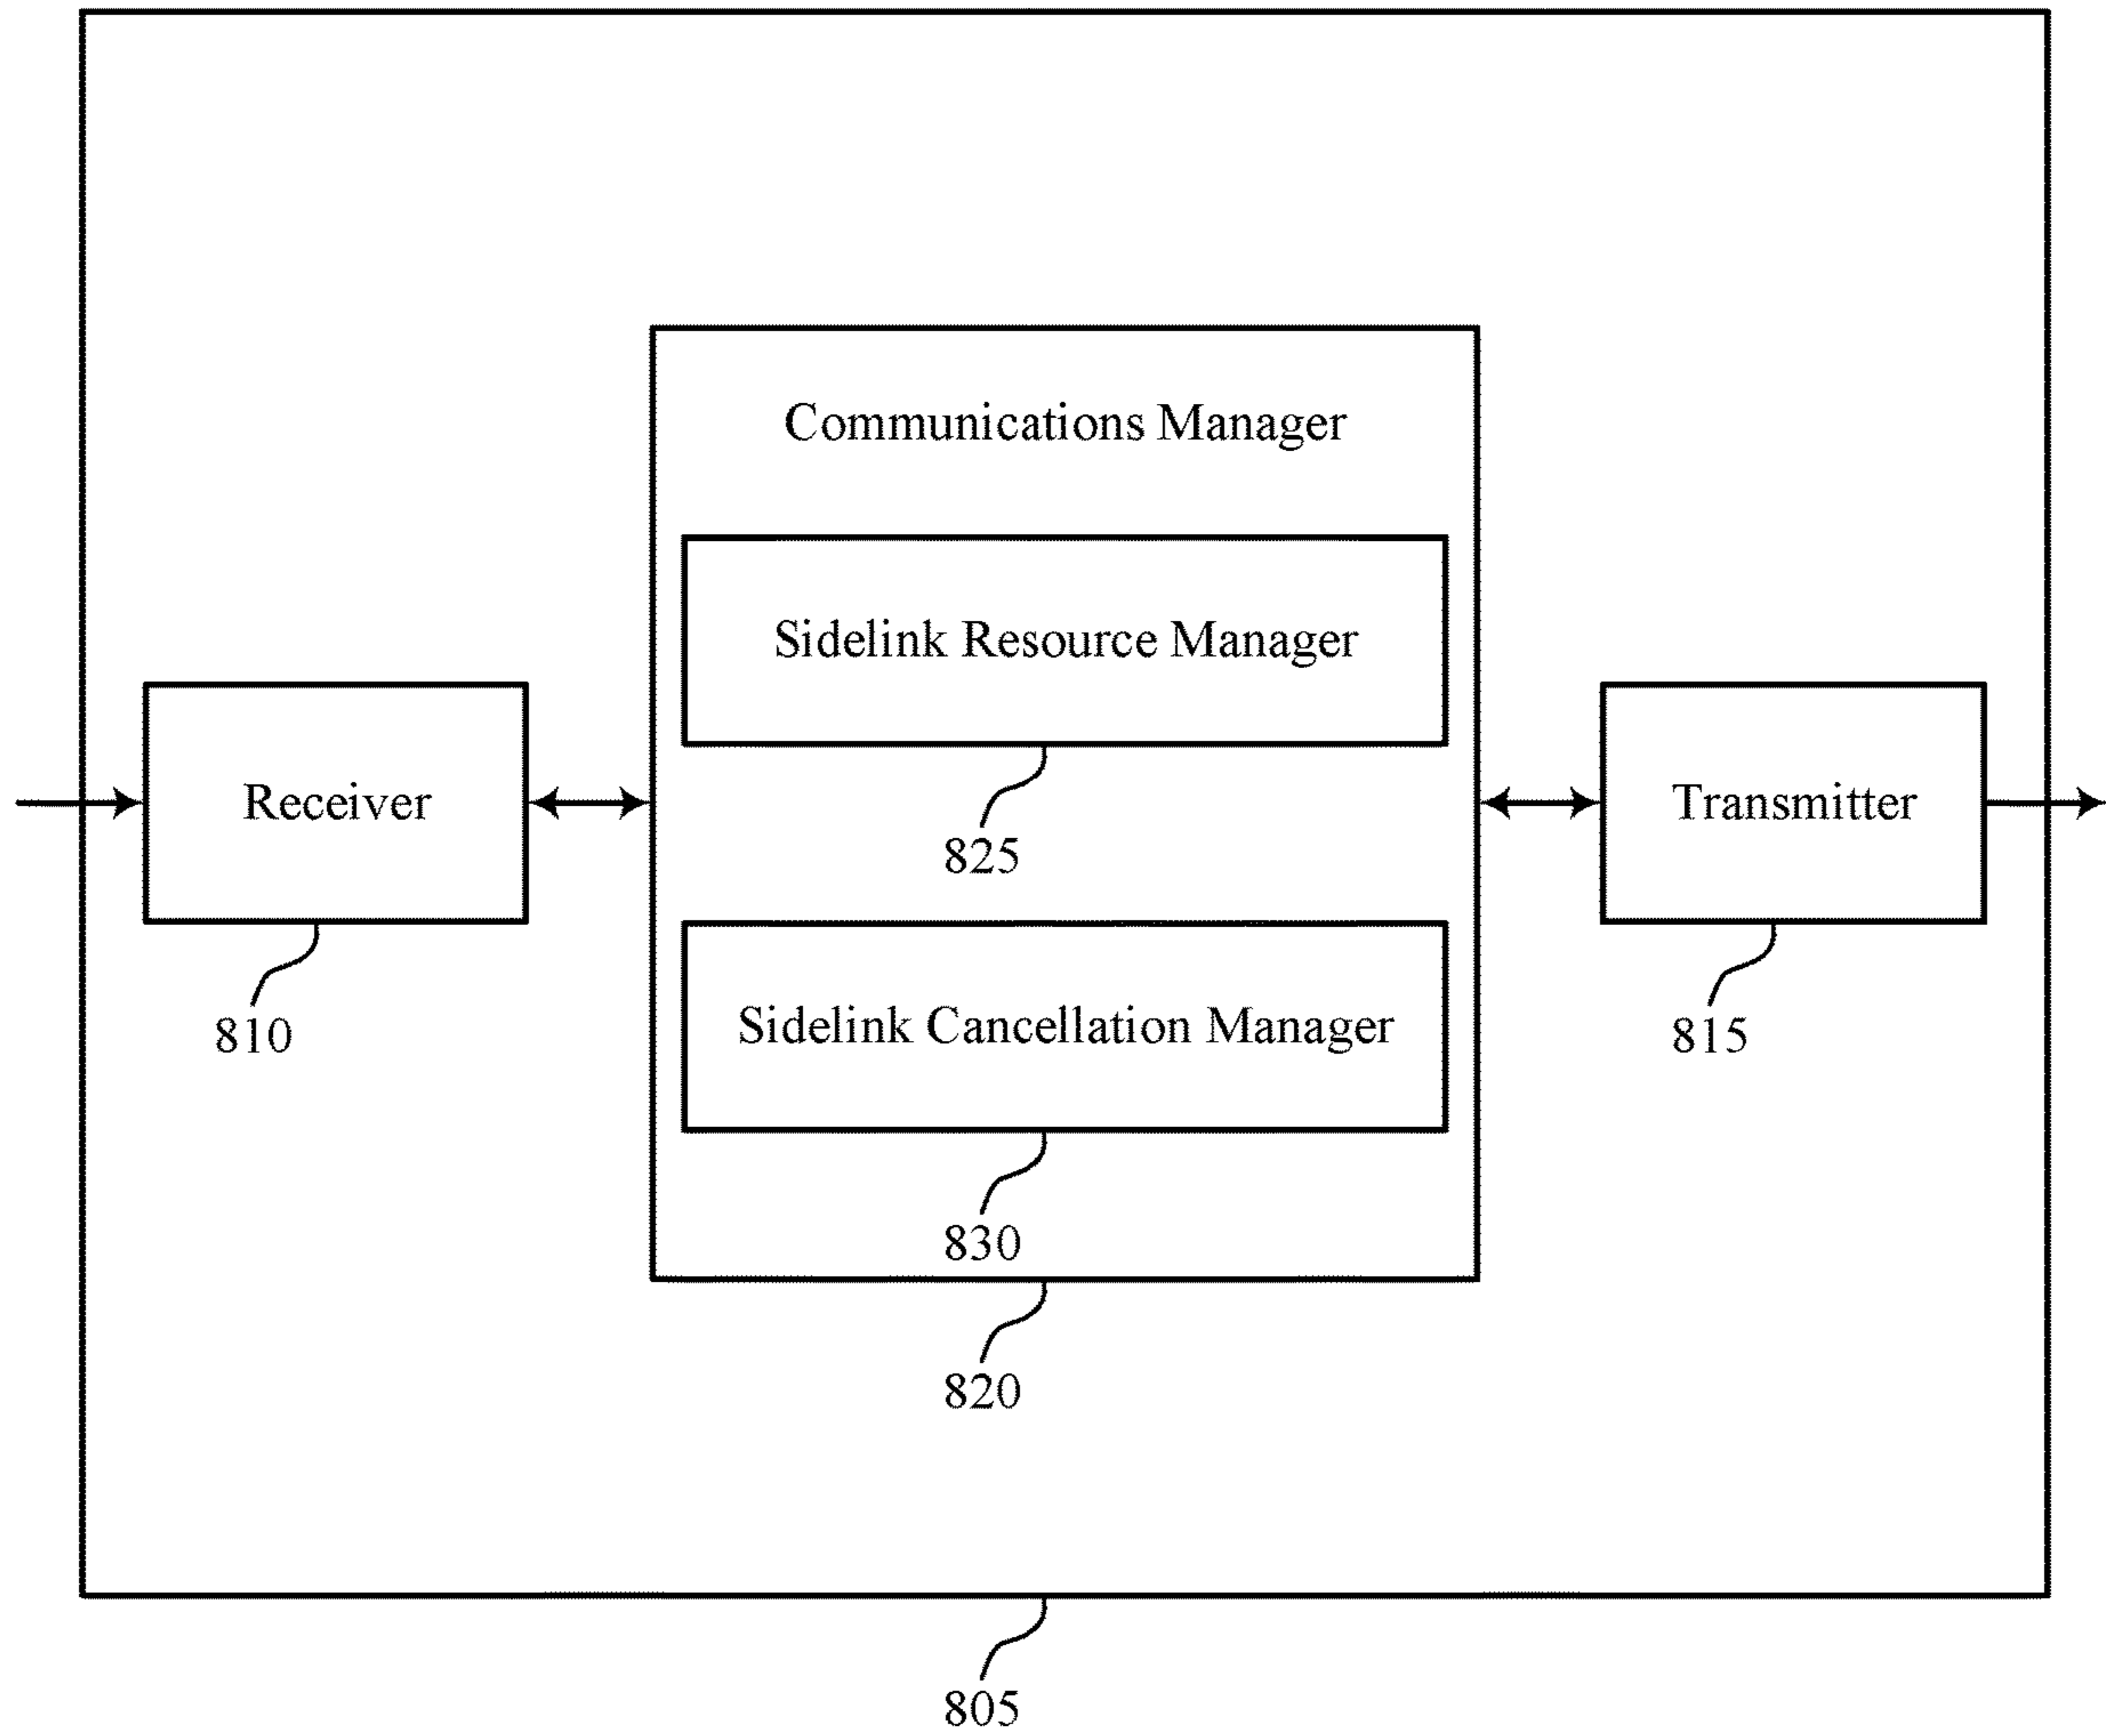 Communications Manager
Sidelink Resource Manager
825
Receiver
810
Transmitter
815
Sidelink Cancellation Manager
830
820
805